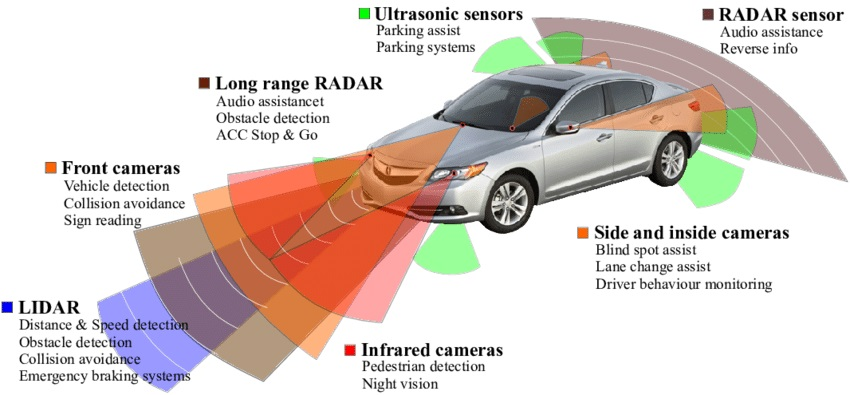 Ultrasonic sensors
Parking assist
Parking systems
RADAR sensor
Audio assistance
Reverse info
Long range RADAR
Audio assistancet
Obstacle detection
ACC Stop & Go
Front cameras
Vehicle detection
Collision avoidance
Sign reading
Side and inside cameras
Blind spot assist
Lane change assist
Driver behaviour monitoring
LIDAR
Distance & Speed detection
Obstacle detection
Collision avoidance
Emergency braking systems
Infrared cameras
Pedestrian detection
Night vision